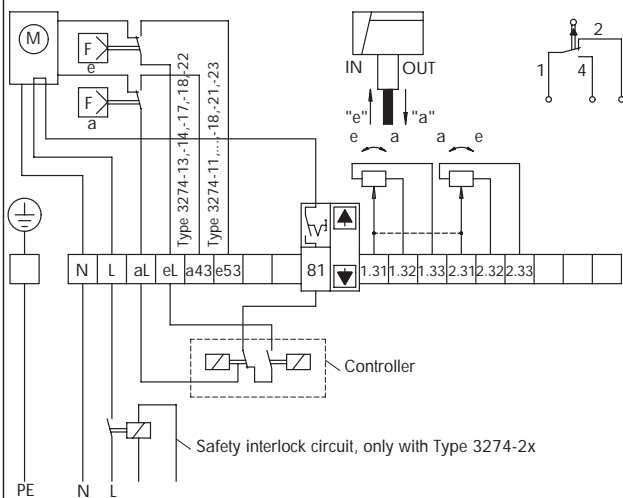 M
F
e
F
a
Type 3274-13,-14,-17,-18,-22
Type 3274-11,...,-18,-21,-23
IN OUT
"e" "a"
e a a e
2
1 4
N L aL eL a43 e53 81 1.31 1.32 1.33 2.31 2.32 2.33
Controller
Safety interlock circuit, only with Type 3274-2x
PE N L